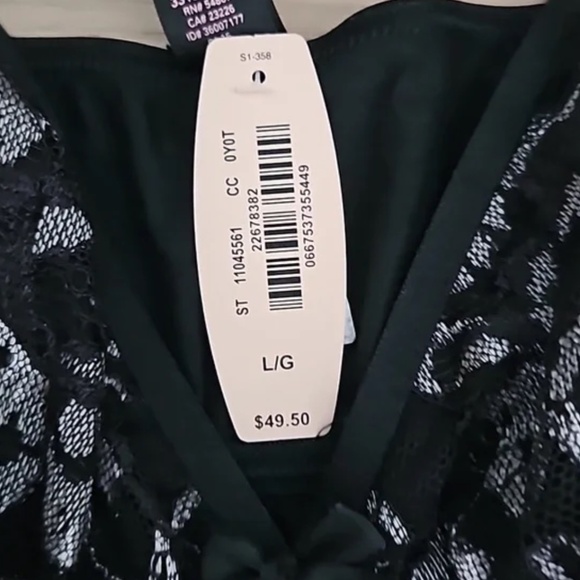 RN# 
CA# 23226
ID# 36007177
S1-358
ST 11045561 CC 0Y0T
22678382
0667537355449
L/G
$49.50